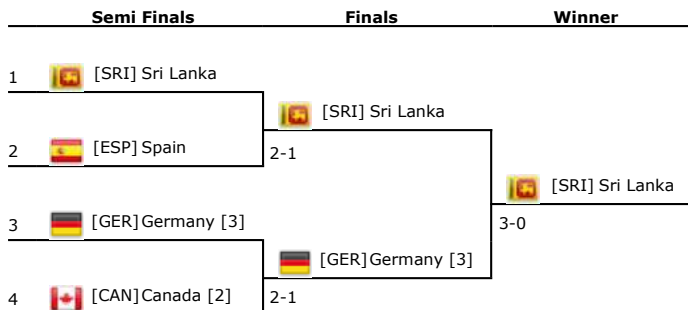 Semi Finals Finals Winner
1 [SRI] Sri Lanka
[SRI] Sri Lanka
2 [ESP] Spain
2-1
[SRI] Sri Lanka
3 [GER] Germany [3]
3-0
[GER] Germany [3]
4 [CAN] Canada [2]
2-1